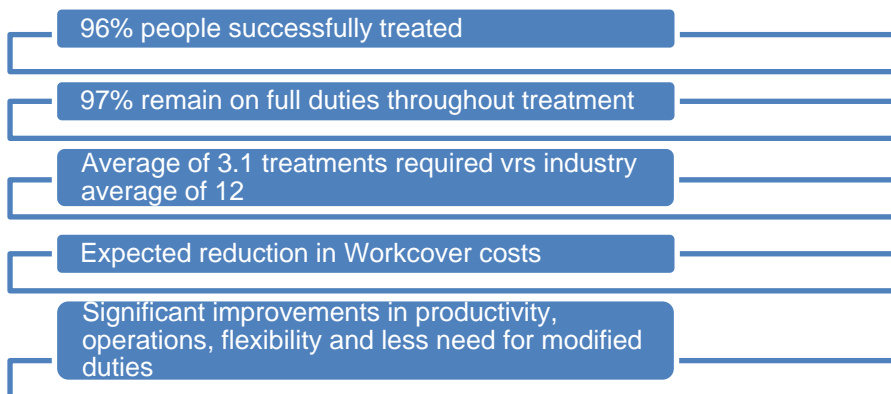 96% people successfully treated
97% remain on full duties throughout treatment
Average of 3.1 treatments required vrs industry
average of 12
Expected reduction in Workcover costs
Significant improvements in productivity,
operations, flexibility and less need for modified
duties